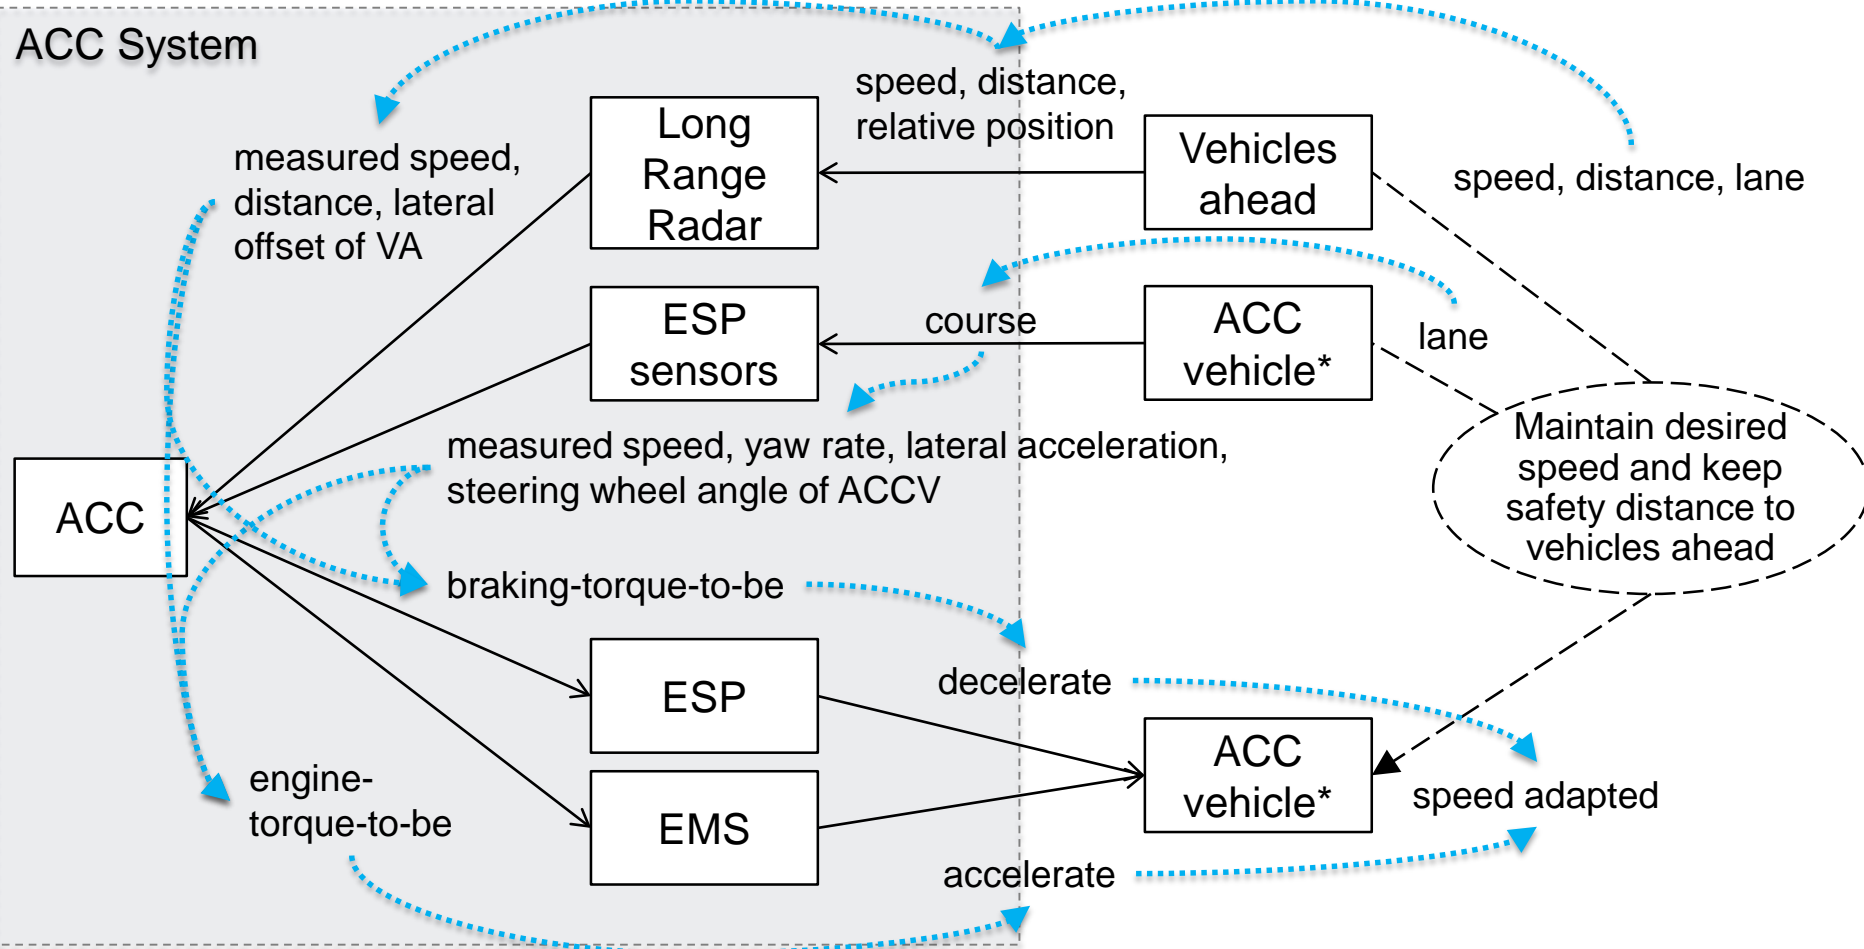 ACC System
speed, distance,
relative position
Long
Range
Radar
Vehicles
ahead
speed, distance, lane
measured speed,
distance, lateral
offset of VA
ESP
sensors
course
ACC
vehicle*
lane
measured speed, yaw rate, lateral acceleration,
steering wheel angle of ACCV
Maintain desired
speed and keep
safety distance to
vehicles ahead
ACC
braking-torque-to-be
ESP
decelerate
ACC
vehicle*
speed adapted
engine-
torque-to-be
EMS
accelerate